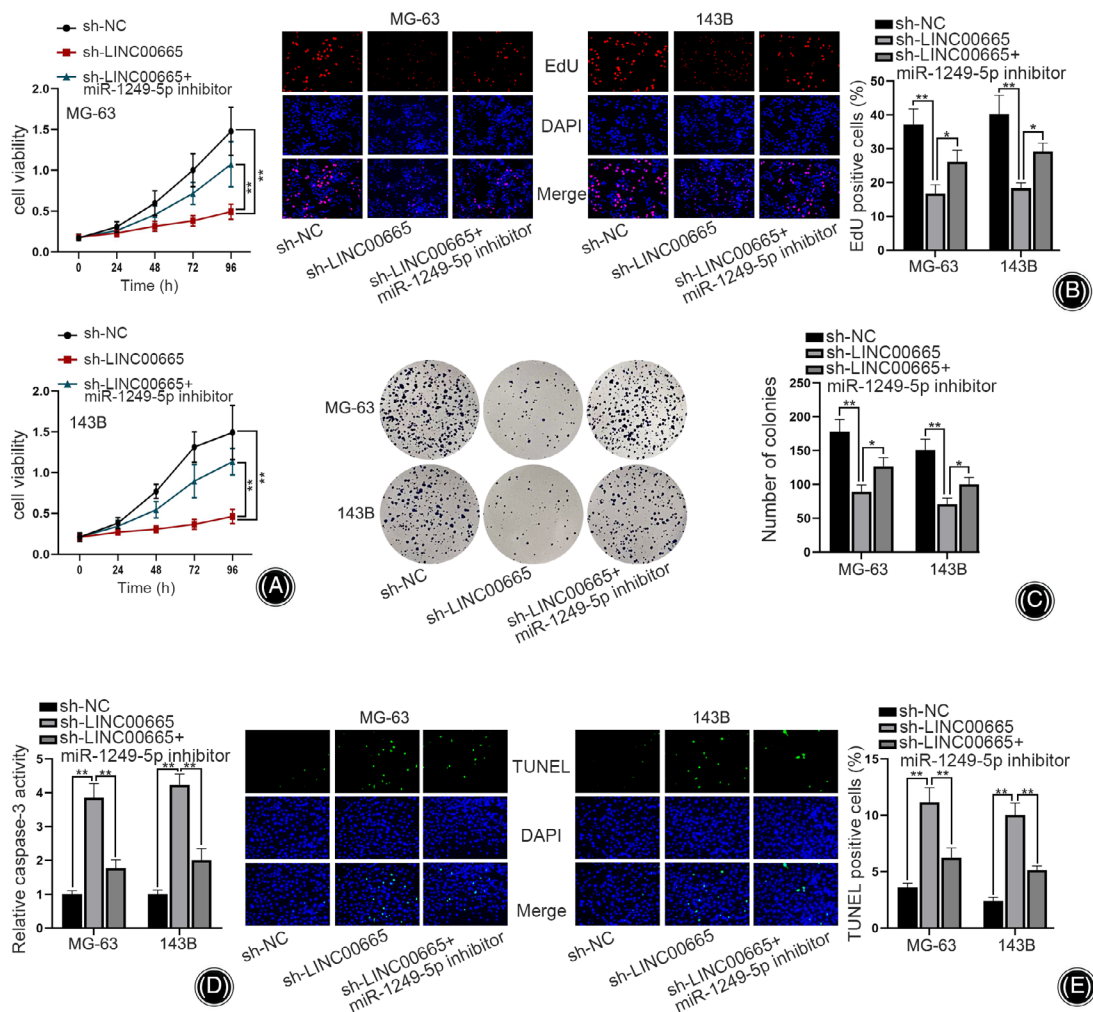 sh-NC
sh-LINC00665
sh-LINC00665+
miR-1249-5p inhibitor
MG-63
cell viability
2.0
1.5
1.0
0.5
0.0
**
**
0 24 48 72 96
Time (h)
MG-63
143B
EdU
DAPI
Merge
sh-NC
sh-LINC00665
sh-LINC00665+
miR-1249-5p inhibitor
sh-NC
sh-LINC00665
sh-LINC00665+
miR-1249-5p inhibitor
sh-NC
sh-LINC00665
sh-LINC00665+
miR-1249-5p inhibitor
EdU positive cells (%)
50
40
30
20
10
0
** * ** *
MG-63 143B
(B)
sh-NC
sh-LINC00665
sh-LINC00665+
miR-1249-5p inhibitor
143B
cell viability
2.0
1.5
1.0
0.5
0.0
**
**
0 24 48 72 96
Time (h)
(A)
MG-63
143B
sh-NC
sh-LINC00665
sh-LINC00665+
miR-1249-5p inhibitor
sh-NC
sh-LINC00665
sh-LINC00665+
miR-1249-5p inhibitor
Number of colonies
200
150
100
50
0
** * ** *
MG-63 143B
(C)
sh-NC
sh-LINC00665
sh-LINC00665+
miR-1249-5p inhibitor
Relative caspase-3 activity
5
4
3
2
1
0
** ** ** **
MG-63 143B
(D)
MG-63
143B
TUNEL
DAPI
Merge
sh-NC
sh-LINC00665
sh-LINC00665+
miR-1249-5p inhibitor
sh-NC
sh-LINC00665
sh-LINC00665+
miR-1249-5p inhibitor
sh-NC
sh-LINC00665
sh-LINC00665+
miR-1249-5p inhibitor
TUNEL positive cells (%)
15
10
5
0
** ** ** **
MG-63 143B
(E)